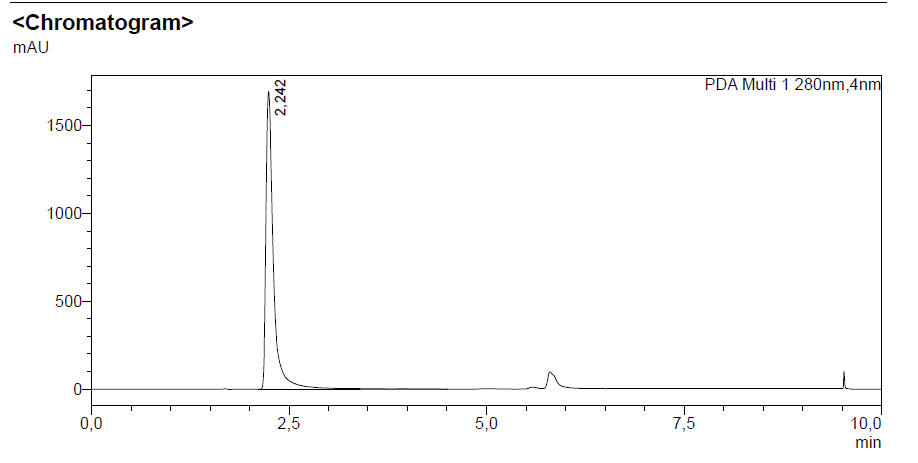 <Chromatogram>
mAU
PDA Multi 1 280nm,4nm
2,242
1500
1000
500
0
0,0 2,5 5,0 7,5 10,0
min